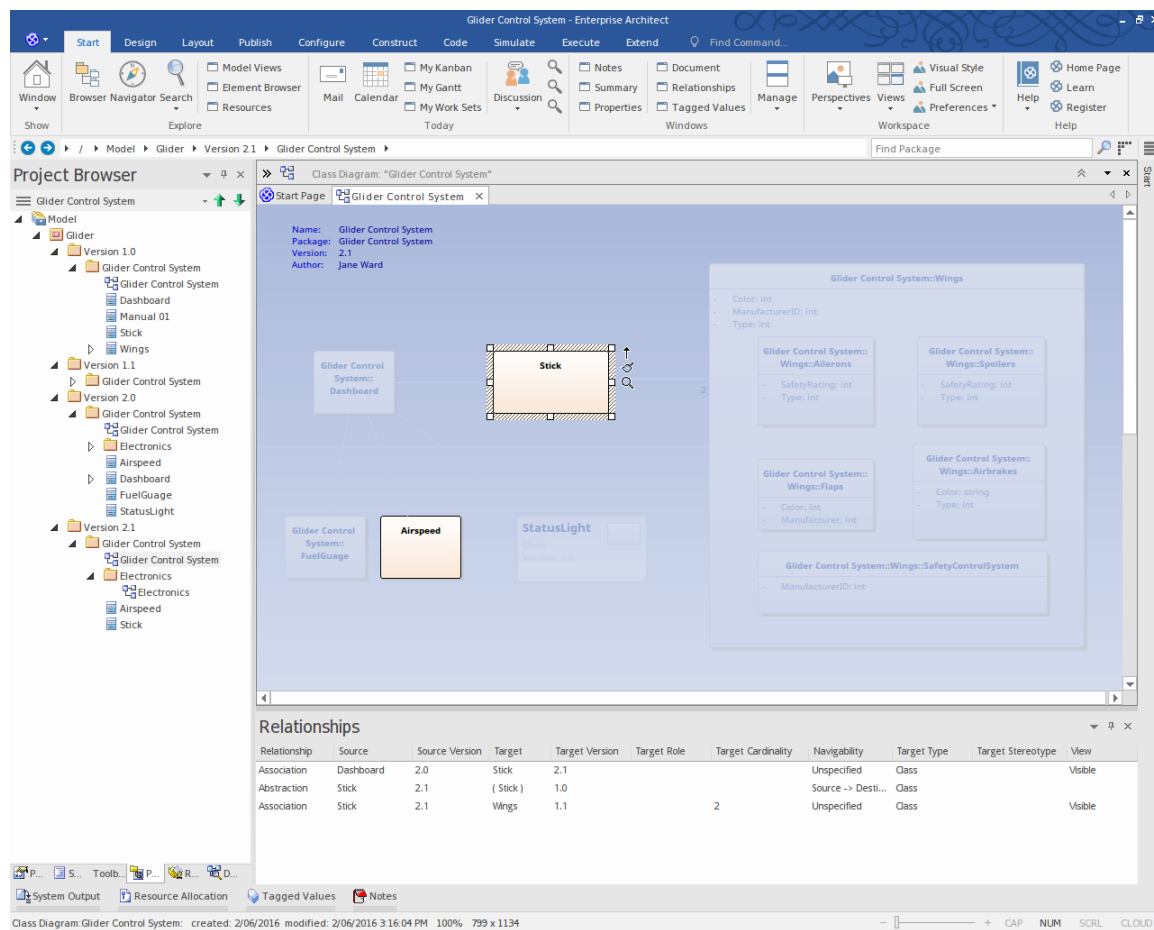 Glider Control System - Enterprise Architect
Start Design Layout Publish Configure Construct Code Simulate Execute Extend Find Command...
Window
Browser Navigator Search
Model Views
Element Browser
Resources
Mail Calendar
My Kanban
My Gantt
My Work Sets
Discussion
Notes
Summary
Properties
Document
Relationships
Tagged Values
Manage
Perspectives Views
Visual Style
Full Screen
Preferences
Help
Home Page
Learn
Register
Show Explore Today Windows Workspace Help
/ Model Glider Version 2.1 Glider Control System
Find Package
Project Browser
Glider Control System
Model
Glider
Version 1.0
Glider Control System
Glider Control System
Dashboard
Manual 01
Stick
Wings
Version 1.1
Glider Control System
Version 2.0
Glider Control System
Glider Control System
Electronics
Airspeed
Dashboard
FuelGuage
StatusLight
Version 2.1
Glider Control System
Glider Control System
Electronics
Electronics
Airspeed
Stick
P... S... Toolb... P... R... D...
Class Diagram: "Glider Control System"
Start Page Glider Control System
Start
Name: Glider Control System
Package: Glider Control System
Version: 2.1
Author: Jane Ward
Glider Control
System::
Dashboard
Stick
2
Glider Control
System::
FuelGuage
Airspeed
StatusLight
Version 2.0
Glider Control System::Wings
- Color: int
- ManufacturerID: int
- Type: int
Glider Control System::
Wings::Ailerons
- SafetyRating: int
- Type: int
Glider Control System::
Wings::Spoilers
- SafetyRating: int
- Type: int
Glider Control System::
Wings::Flaps
- Color: int
- Manufacturer: int
Glider Control System::
Wings::Airbrakes
- Color: string
- Type: int
Glider Control System::Wings::SafetyControlSystem
- ManufacturerID: int
Relationships
Relationship Source Source Version Target Target Version Target Role Target Cardinality Navigability Target Type Target Stereotype View
Association Dashboard 2.0 Stick 2.1 Unspecified Class Visible
Abstraction Stick 2.1 ( Stick ) 1.0 Source -> Desti... Class
Association Stick 2.1 Wings 1.1 2 Unspecified Class Visible
System Output Resource Allocation Tagged Values Notes
Class Diagram:Glider Control System: created: 2/06/2016 modified: 2/06/2016 3:16:04 PM 100% 799 x 1134
CAP NUM SCRL CLOUD